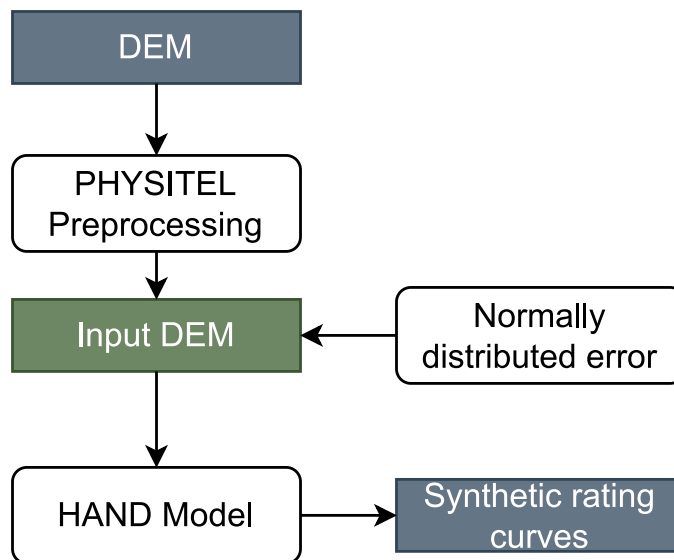 DEM
PHYSITEL
Preprocessing
Input DEM
Normally
distributed error
HAND Model
Synthetic rating
curves